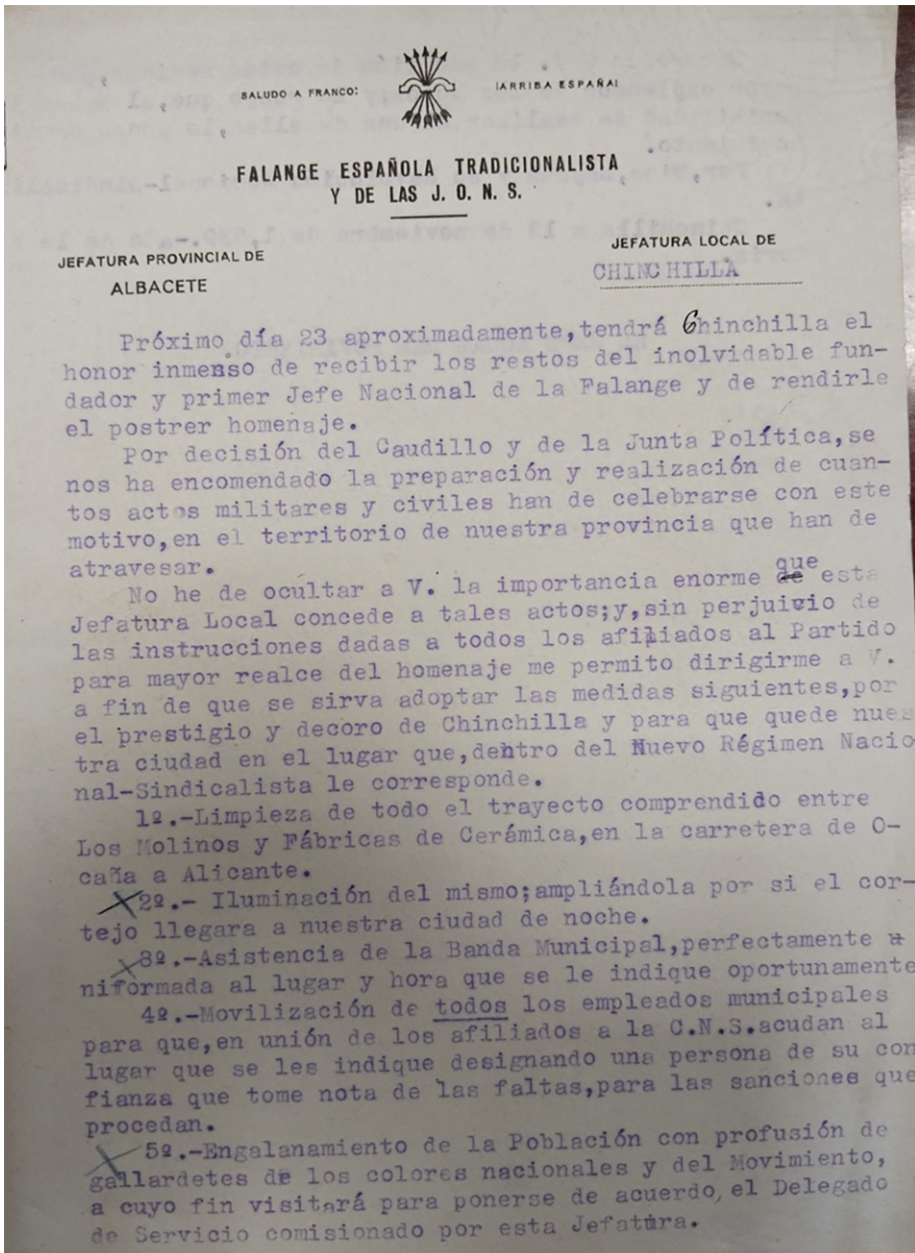 SALUDO A FRANCO:
¡ARRIBA ESPAÑA!
FALANGE ESPAÑOLA TRADICIONALISTA
Y DE LAS J. O. N. S.
JEFATURA PROVINCIAL DE
ALBACETE
JEFATURA LOCAL DE
CHINCHILLA
Próximo día 23 aproximadamente,tendrá Chinchilla el
honor inmenso de recibir los restos del inolvidable fun-
dador y primer Jefe Nacional de la Falange y de rendirle
el postrer homenaje.
Por decisión del Caudillo y de la Junta Política,se
nos ha encomendado la preparación y realización de cuan-
tos actos militares y civiles han de celebrarse con este
motivo,en el territorio de nuestra provincia que han de
atravesar.
No he de ocultar a V. la importancia enorme que esta
Jefatura Local concede a tales actos;y,sin perjuicio de
las instrucciones dadas a todos los afiliados al Partido
para mayor realce del homenaje me permito dirigirme a V.
a fin de que se sirva adoptar las medidas siguientes,por
el prestigio y decoro de Chinchilla y para que quede nues
tra ciudad en el lugar que,dentro del Nuevo Régimen Nacio
nal-Sindicalista le corresponde.
1º.-Limpieza de todo el trayecto comprendido entre
Los Molinos y Fábricas de Cerámica,en la carretera de O-
caña a Alicante.
2º.- Iluminación del mismo;ampliándola por si el cor-
tejo llegara a nuestra ciudad de noche.
3º.-Asistencia de la Banda Municipal,perfectamente u
niformada al lugar y hora que se le indique oportunamente
4º.-Movilización de todos los empleados municipales
para que,en unión de los afiliados a la C.N.S.acudan al
lugar que se les indique designando una persona de su con
fianza que tome nota de las faltas,para las sanciones que
procedan.
5º.-Engalanamiento de la Población con profusión de
gallardetes de los colores nacionales y del Movimiento,
a cuyo fin visitará para ponerse de acuerdo, el Delegado
de Servicio comisionado por esta Jefatura.